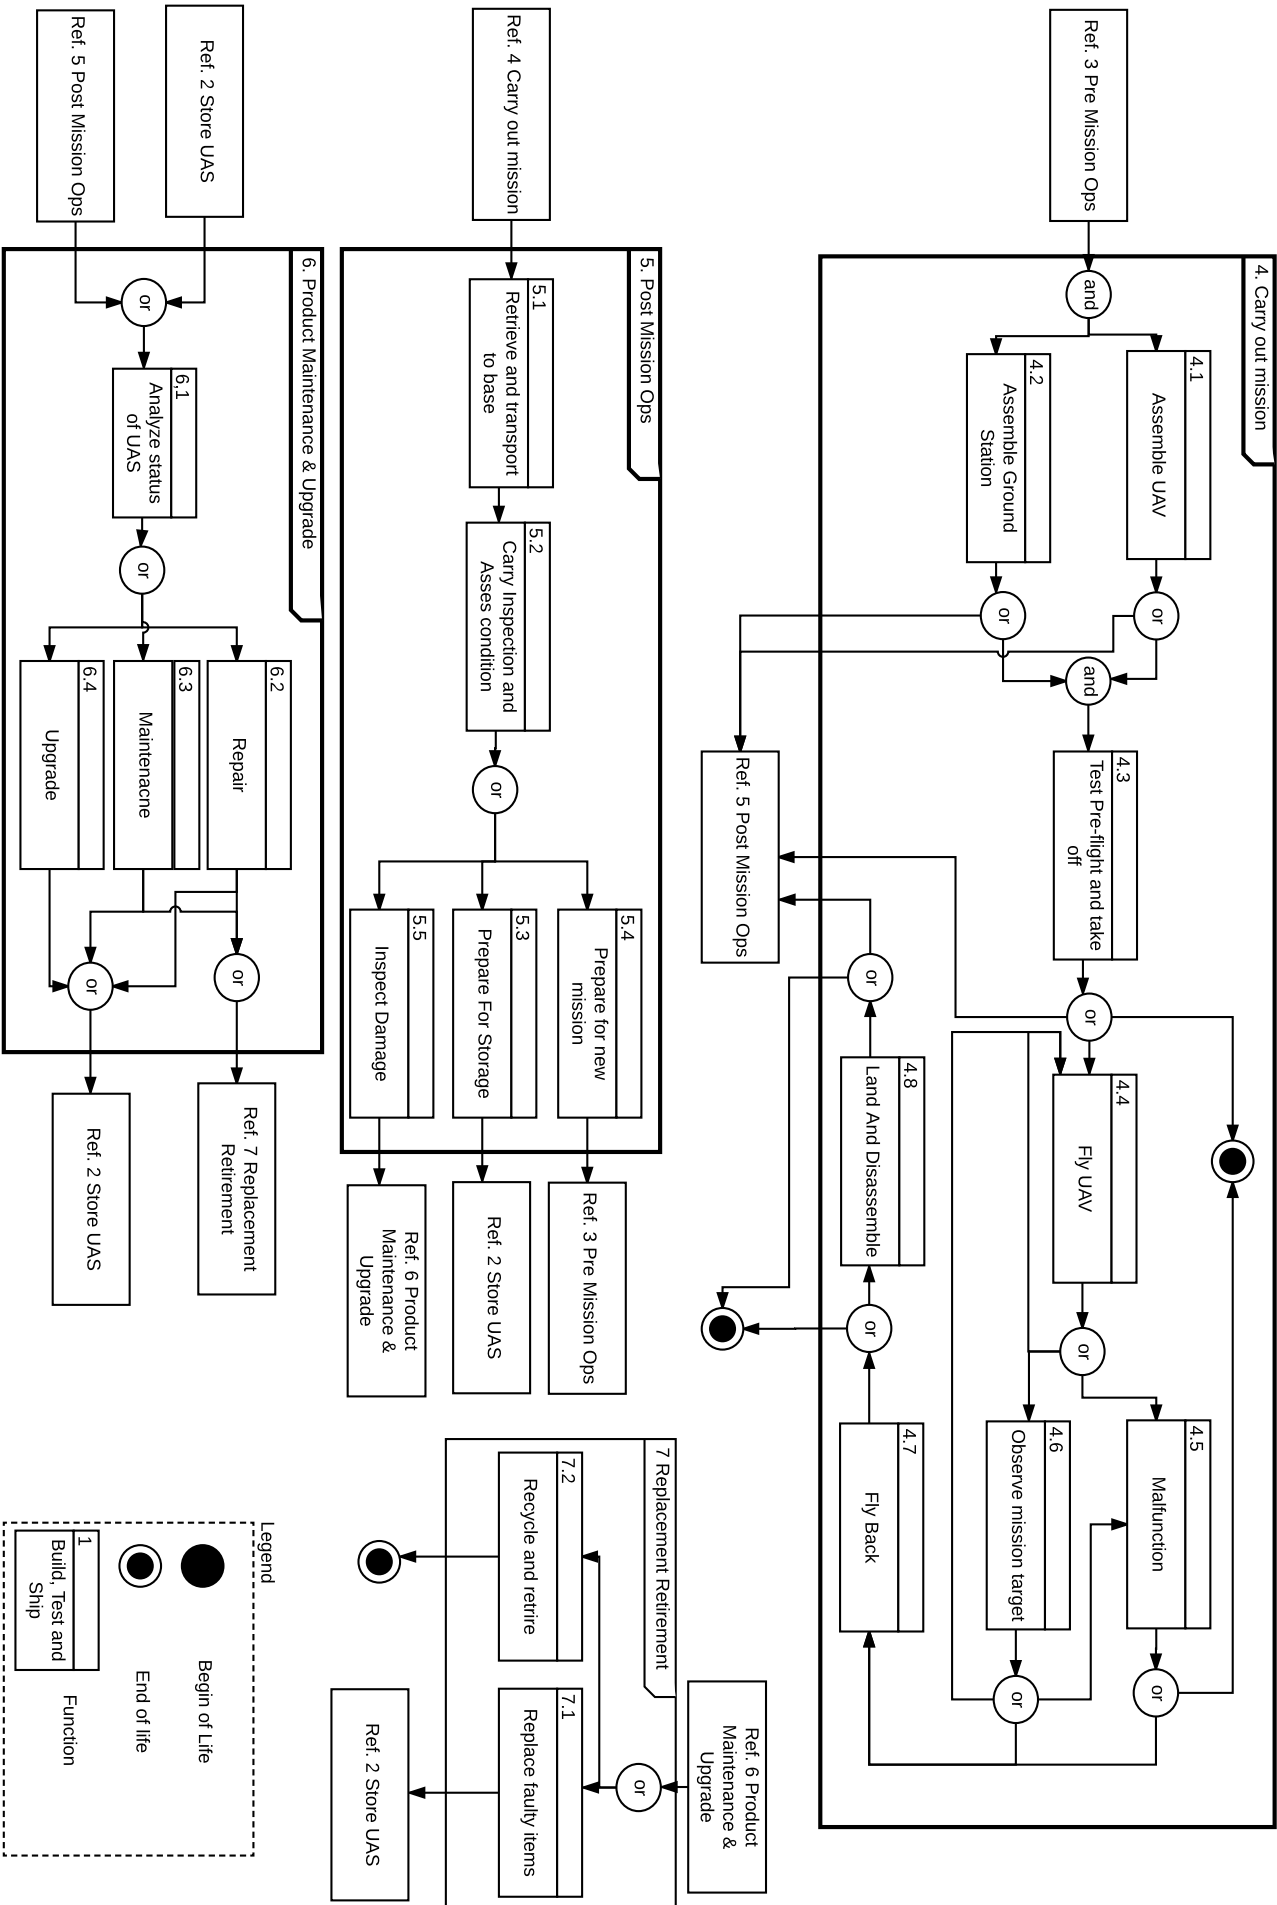 4. Carry out mission
Ref. 3 Pre Mission Ops
and
4.1
Assemble UAV
4.2
Assemble Ground
Station
or
or
and
4.3
Test Pre-flight and take
off
or
4.4
Fly UAV
or
4.5
Malfunction
4.6
Observe mission target
or
or
4.7
Fly Back
or
4.8
Land And Disassemble
or
Ref. 5 Post Mission Ops
5. Post Mission Ops
Ref. 4 Carry out mission
5.1
Retrieve and transport
to base
5.2
Carry Inspection and
Asses condition
or
5.4
Prepare for new
mission
5.3
Prepare For Storage
5.5
Inspect Damage
Ref. 3 Pre Mission Ops
Ref. 2 Store UAS
Ref. 6 Product
Maintenance &
Upgrade
6. Product Maintenance & Upgrade
Ref. 2 Store UAS
Ref. 5 Post Mission Ops
or
6,1
Analyze status
of UAS
or
6.2
Repair
6.3
Maintenacne
6.4
Upgrade
or
or
Ref. 7 Replacement
Retirement
Ref. 2 Store UAS
7 Replacement Retirement
Ref. 6 Product
Maintenance &
Upgrade
or
7.2
Recycle and retrire
7.1
Replace faulty items
Ref. 2 Store UAS
Legend
Begin of Life
End of life
1
Build, Test and
Ship
Function